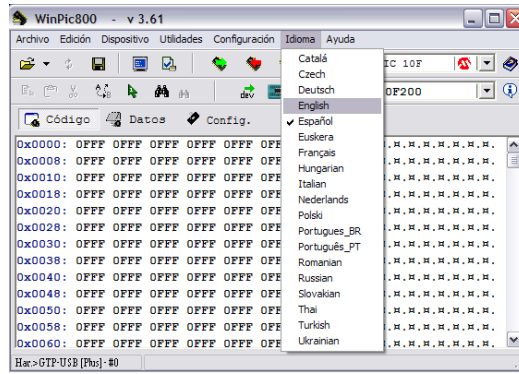 WinPic800 - v 3.61
Archivo Edición Dispositivo Utilidades Configuración Idioma Ayuda
Catalá
Czech
Deutsch
English
Español
Euskera
Français
Hungarian
Italian
Nederlands
Polski
Portugues_BR
Português_PT
Romanian
Russian
Slovakian
Thai
Turkish
Ukrainian
IC 10F
dev
0F200
Código Datos Config.
0x0000: 0FFF 0FFF 0FFF 0FFF 0FFF 0FF
0x0008: 0FFF 0FFF 0FFF 0FFF 0FFF 0FF
0x0010: 0FFF 0FFF 0FFF 0FFF 0FFF 0FF
0x0018: 0FFF 0FFF 0FFF 0FFF 0FFF 0FF
0x0020: 0FFF 0FFF 0FFF 0FFF 0FFF 0FF
0x0028: 0FFF 0FFF 0FFF 0FFF 0FFF 0FF
0x0030: 0FFF 0FFF 0FFF 0FFF 0FFF 0FF
0x0038: 0FFF 0FFF 0FFF 0FFF 0FFF 0FF
0x0040: 0FFF 0FFF 0FFF 0FFF 0FFF 0FF
0x0048: 0FFF 0FFF 0FFF 0FFF 0FFF 0FF
0x0050: 0FFF 0FFF 0FFF 0FFF 0FFF 0FF
0x0058: 0FFF 0FFF 0FFF 0FFF 0FFF 0FF
0x0060: 0FFF 0FFF 0FFF 0FFF 0FFF 0FF
Har.>GTP-USB [Plus]- #0